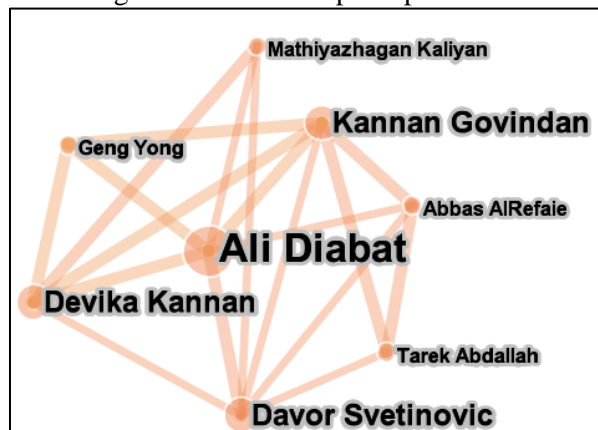 Mathiyazhagan Kaliyan
Kannan Govindan
Geng Yong
Abbas AlRefaie
Ali Diabat
Devika Kannan
Tarek Abdallah
Davor Svetinovic